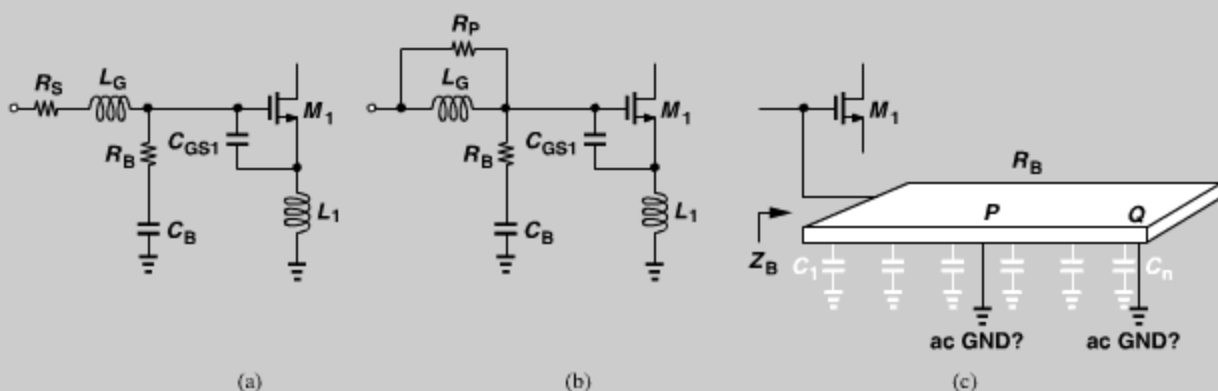 R_S
L_G
M_1
R_B
C_GS1
C_B
L_1
(a)
R_P
L_G
M_1
R_B
C_GS1
C_B
L_1
(b)
M_1
R_B
P
Q
Z_B
C_1
C_n
ac GND?
ac GND?
(c)